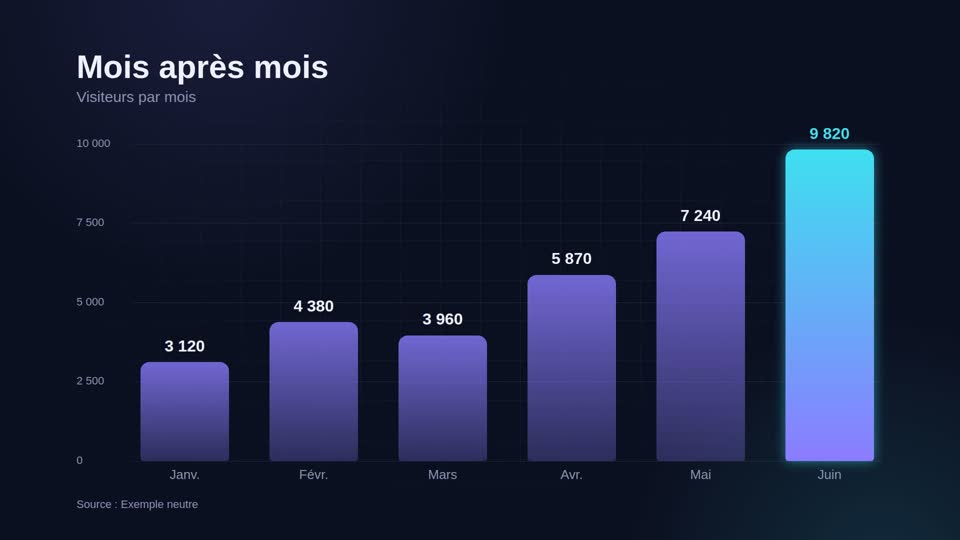 Mois après mois
Visiteurs par mois
9 820
10 000
7 240
7 500
5 870
5 000
4 380
3 960
3 120
2 500
0
Janv. Févr. Mars Avr. Mai Juin
Source : Exemple neutre